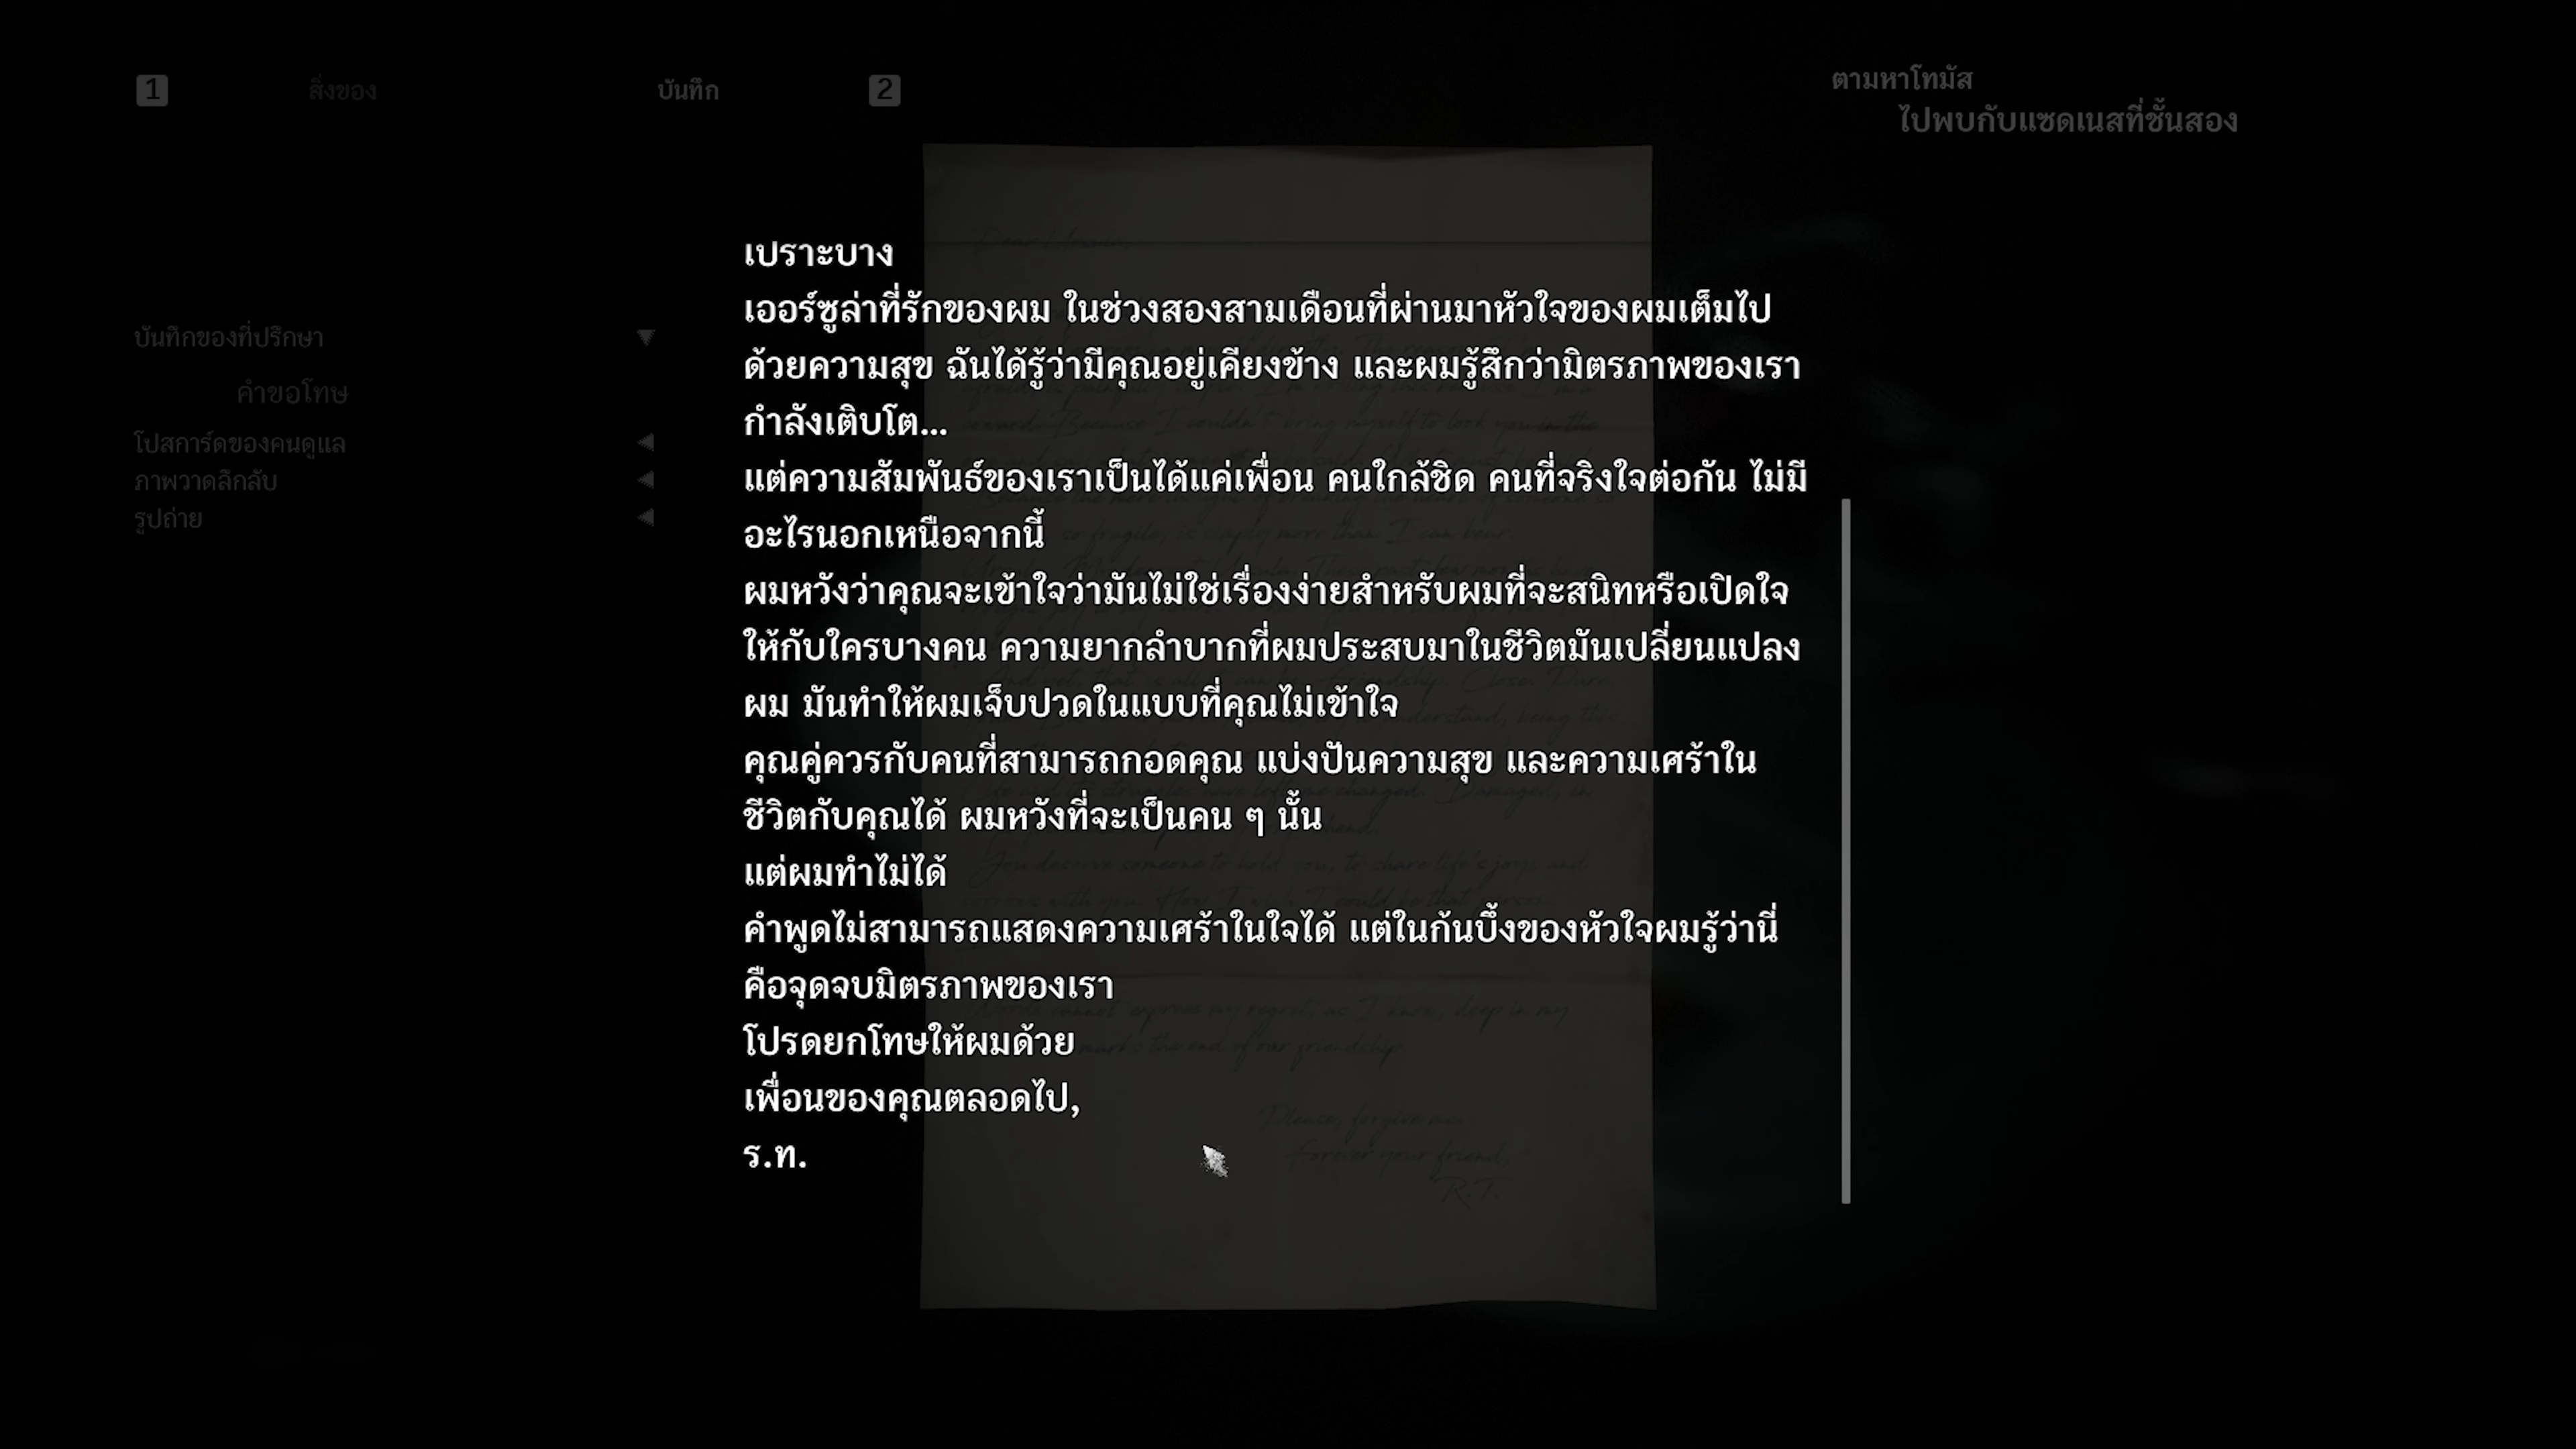 1
สิ่งของ
บันทึก
2
ตามหาโทมัส
ไปพบกับแซดเนสที่ชั้นสอง
บันทึกของที่ปรึกษา
คำขอโทษ
โปสการ์ดของคนดูแล
ภาพวาดลึกลับ
รูปถ่าย
เปราะบาง
เออร์ซูล่าที่รักของผม ในช่วงสองสามเดือนที่ผ่านมาหัวใจของผมเต็มไป
ด้วยความสุข ฉันได้รู้ว่ามีคุณอยู่เคียงข้าง และผมรู้สึกว่ามิตรภาพของเรา
กำลังเติบโต...
แต่ความสัมพันธ์ของเราเป็นได้แค่เพื่อน คนใกล้ชิด คนที่จริงใจต่อกัน ไม่มี
อะไรนอกเหนือจากนี้
ผมหวังว่าคุณจะเข้าใจว่ามันไม่ใช่เรื่องง่ายสำหรับผมที่จะสนิทหรือเปิดใจ
ให้กับใครบางคน ความยากลำบากที่ผมประสบมาในชีวิตมันเปลี่ยนแปลง
ผม มันทำให้ผมเจ็บปวดในแบบที่คุณไม่เข้าใจ
คุณคู่ควรกับคนที่สามารถกอดคุณ แบ่งปันความสุข และความเศร้าใน
ชีวิตกับคุณได้ ผมหวังที่จะเป็นคน ๆ นั้น
แต่ผมทำไม่ได้
คำพูดไม่สามารถแสดงความเศร้าในใจได้ แต่ในก้นบึ้งของหัวใจผมรู้ว่านี่
คือจุดจบมิตรภาพของเรา
โปรดยกโทษให้ผมด้วย
เพื่อนของคุณตลอดไป,
ร.ท.
Please, forgive me.
Forever your friend,
R.T.